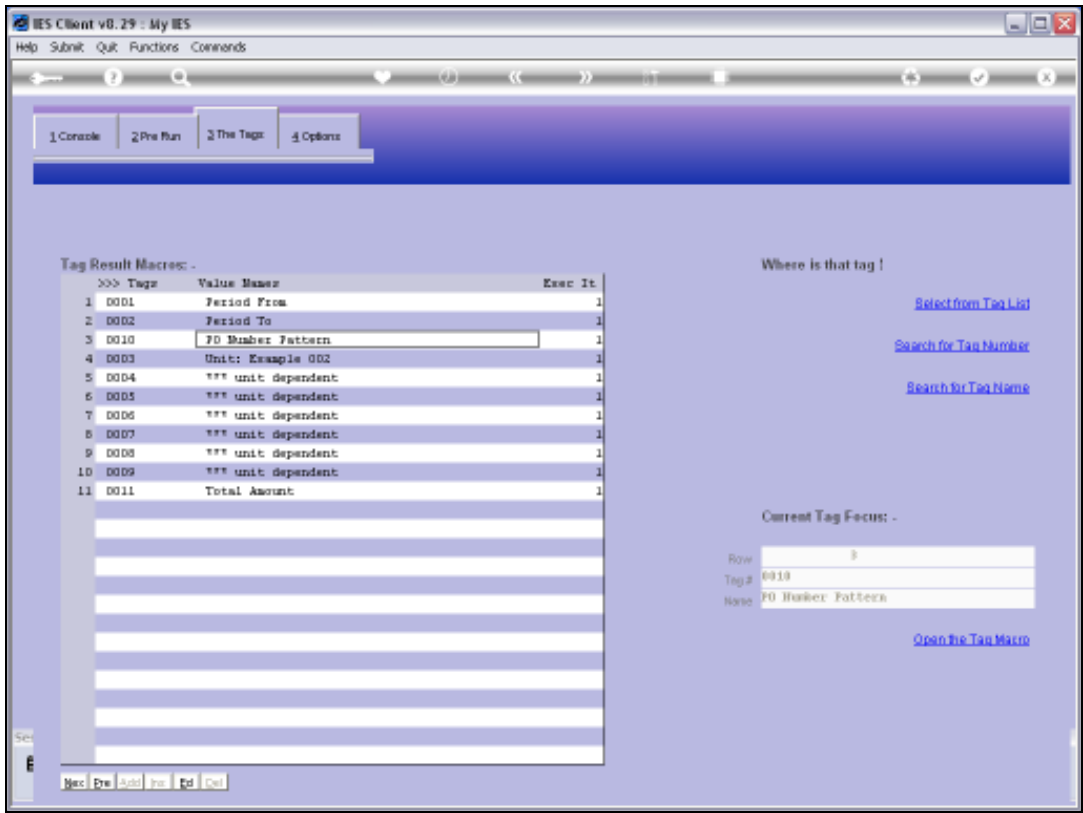 IES Client v8.29 : My IES
Help Submit Quit Functions Commands
1 Console 2 Pre Run 3 The Tags 4 Options
Tag Result Macros: -
>>> Tags Value Names Exec It
1 0001 Period From 1
2 0002 Period To 1
3 0010 PO Number Pattern 1
4 0003 Unit: Example 002 1
5 0004 *** unit dependent 1
6 0005 *** unit dependent 1
7 0006 *** unit dependent 1
8 0007 *** unit dependent 1
9 0008 *** unit dependent 1
10 0009 *** unit dependent 1
11 0011 Total Amount 1
Where is that tag !
Select from Tag List
Search for Tag Number
Search for Tag Name
Current Tag Focus: -
Row 3
Tag # 0010
Name PO Number Pattern
Open the Tag Macro
Ses
Nex Pre Add Ins Ed Del